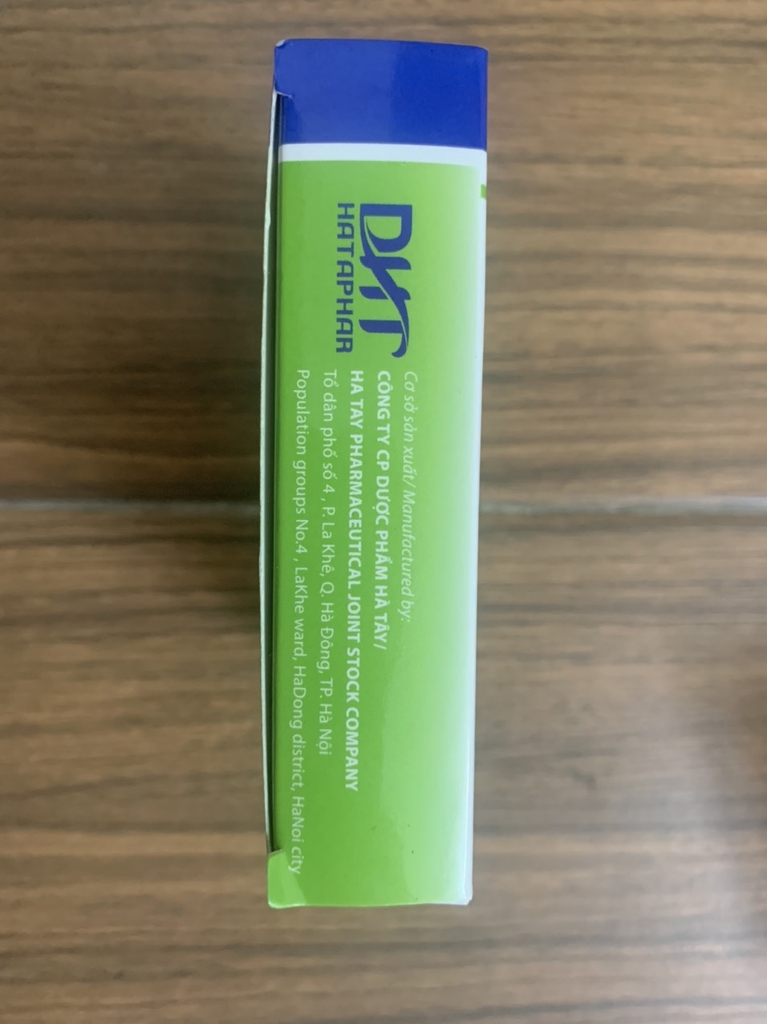 DHT
HATAPHAR
Cơ sở sản xuất/ Manufactured by:
CÔNG TY CP DƯỢC PHẨM HÀ TÂY/
HA TAY PHARMACEUTICAL JOINT STOCK COMPANY
Tổ dân phố số 4 , P. La Khê, Q. Hà Đông, TP. Hà Nội
Population groups No.4 , LaKhe ward, HaDong district, HaNoi city